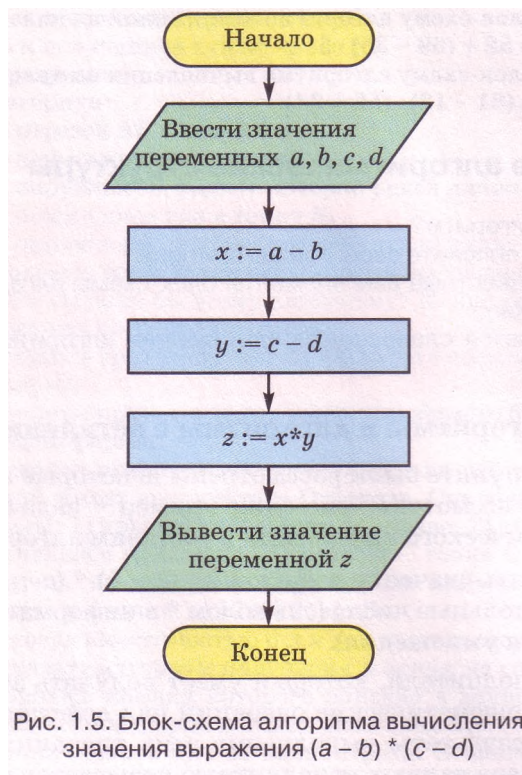 Начало
Ввести значения
переменных a, b, c, d
x := a – b
y := c – d
z := x*y
Вывести значение
переменной z
Конец
Рис. 1.5. Блок-схема алгоритма вычисления
значения выражения (a – b) * (c – d)